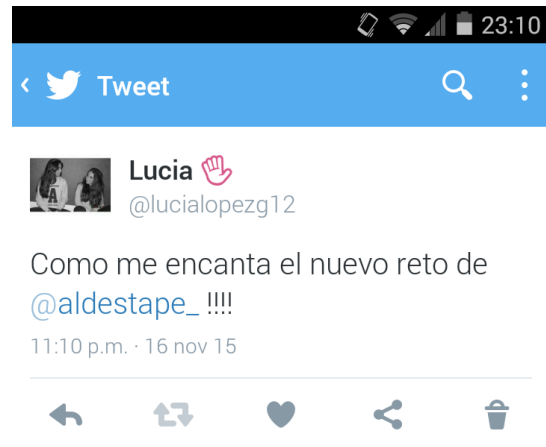 23:10
Tweet
Lucia
@lucialopezg12
Como me encanta el nuevo reto de
@aldestape_ !!!!
11:10 p.m. · 16 nov 15